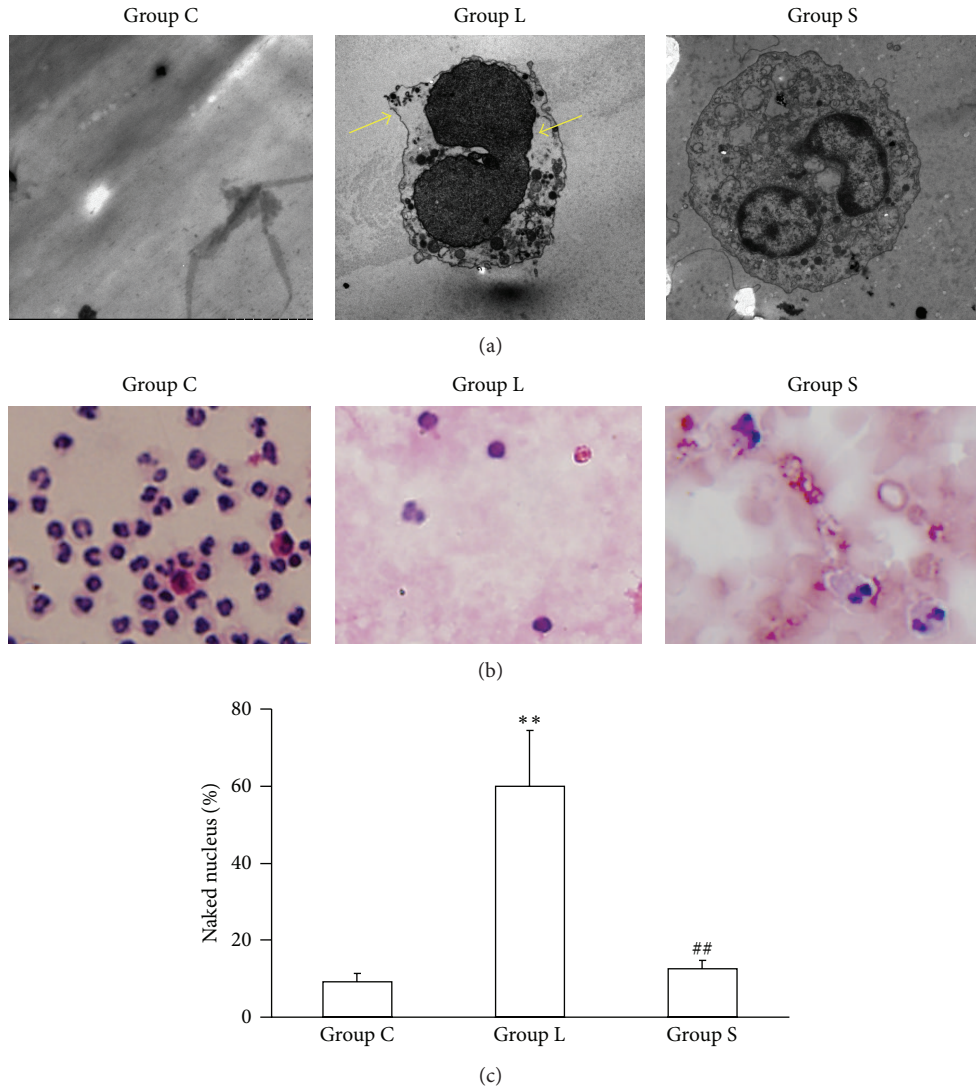 Group C
Group L
Group S
(a)
Group C
Group L
Group S
(b)
80
60
40
20
0
Naked nucleus (%)
**
##
Group C
Group L
Group S
(c)